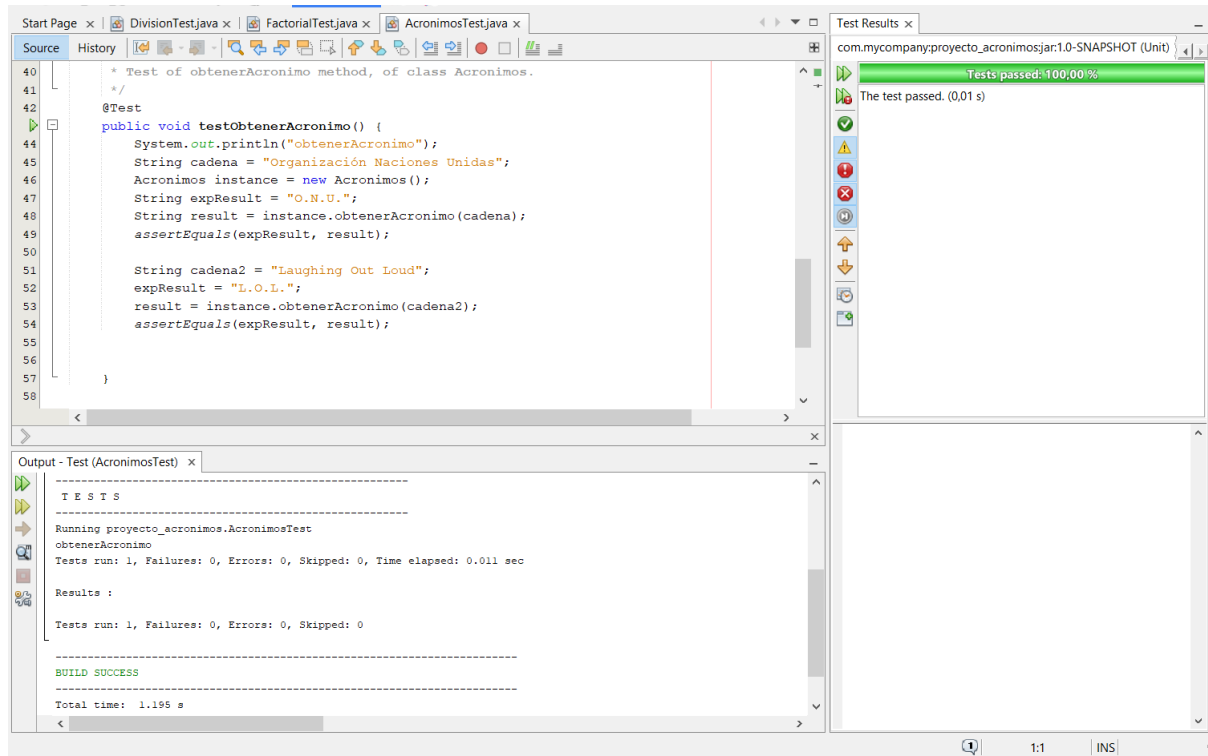 Start Page × DivisionTest.java × FactorialTest.java × AcronimosTest.java ×
Source History
40 * Test of obtenerAcronimo method, of class Acronimos.
41 */
42 @Test
public void testObtenerAcronimo() {
44 System.out.println("obtenerAcronimo");
45 String cadena = "Organización Naciones Unidas";
46 Acronimos instance = new Acronimos();
47 String expResult = "O.N.U.";
48 String result = instance.obtenerAcronimo(cadena);
49 assertEquals(expResult, result);
50
51 String cadena2 = "Laughing Out Loud";
52 expResult = "L.O.L.";
53 result = instance.obtenerAcronimo(cadena2);
54 assertEquals(expResult, result);
55
56
57 }
58
Test Results ×
com.mycompany:proyecto_acronimos:jar:1.0-SNAPSHOT (Unit)
Tests passed: 100,00 %
The test passed. (0,01 s)
Output - Test (AcronimosTest) ×
-------------------------------------------------------
T E S T S
-------------------------------------------------------
Running proyecto_acronimos.AcronimosTest
obtenerAcronimo
Tests run: 1, Failures: 0, Errors: 0, Skipped: 0, Time elapsed: 0.011 sec
Results :
Tests run: 1, Failures: 0, Errors: 0, Skipped: 0
------------------------------------------------------------------------
BUILD SUCCESS
------------------------------------------------------------------------
Total time: 1.195 s
1 1:1 INS